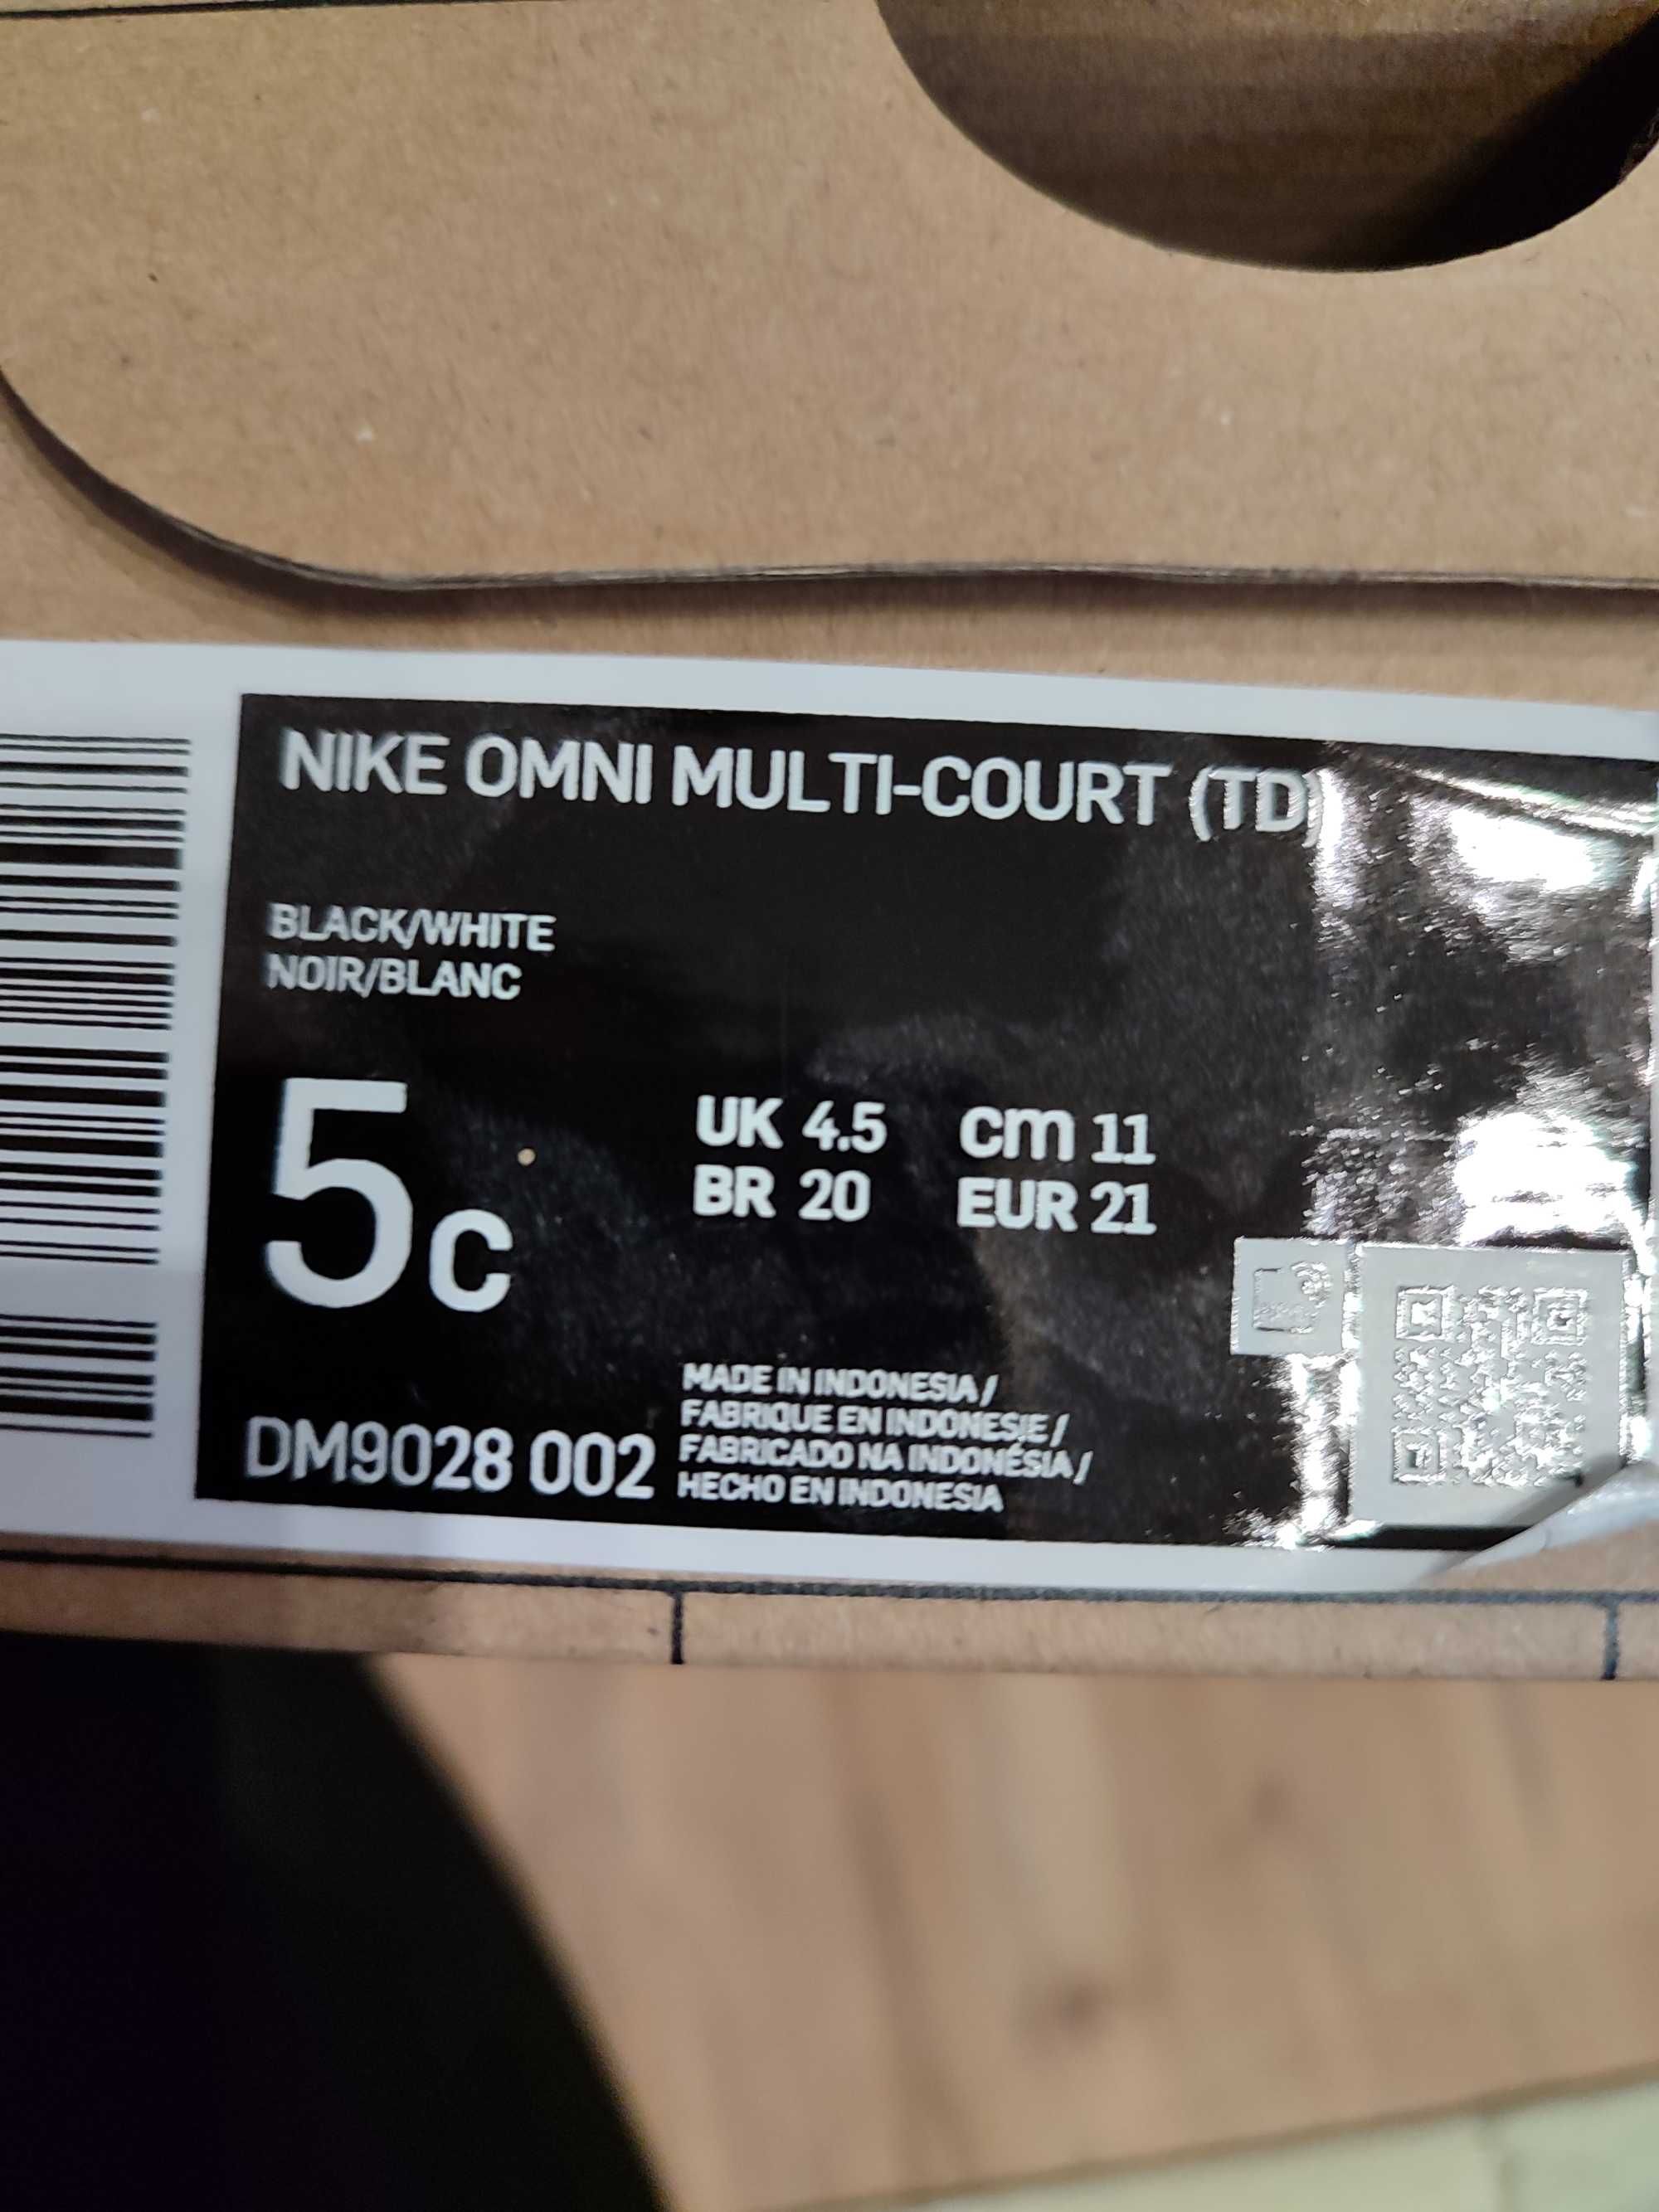 NIKE OMNI MULTI-COURT (TD)
BLACK/WHITE
NOIR/BLANC
5C
UK 4.5 cm 11
BR 20 EUR 21
DM9028 002
MADE IN INDONESIA /
FABRIQUE EN INDONESIE /
FABRICADO NA INDONÉSIA /
HECHO EN INDONESIA